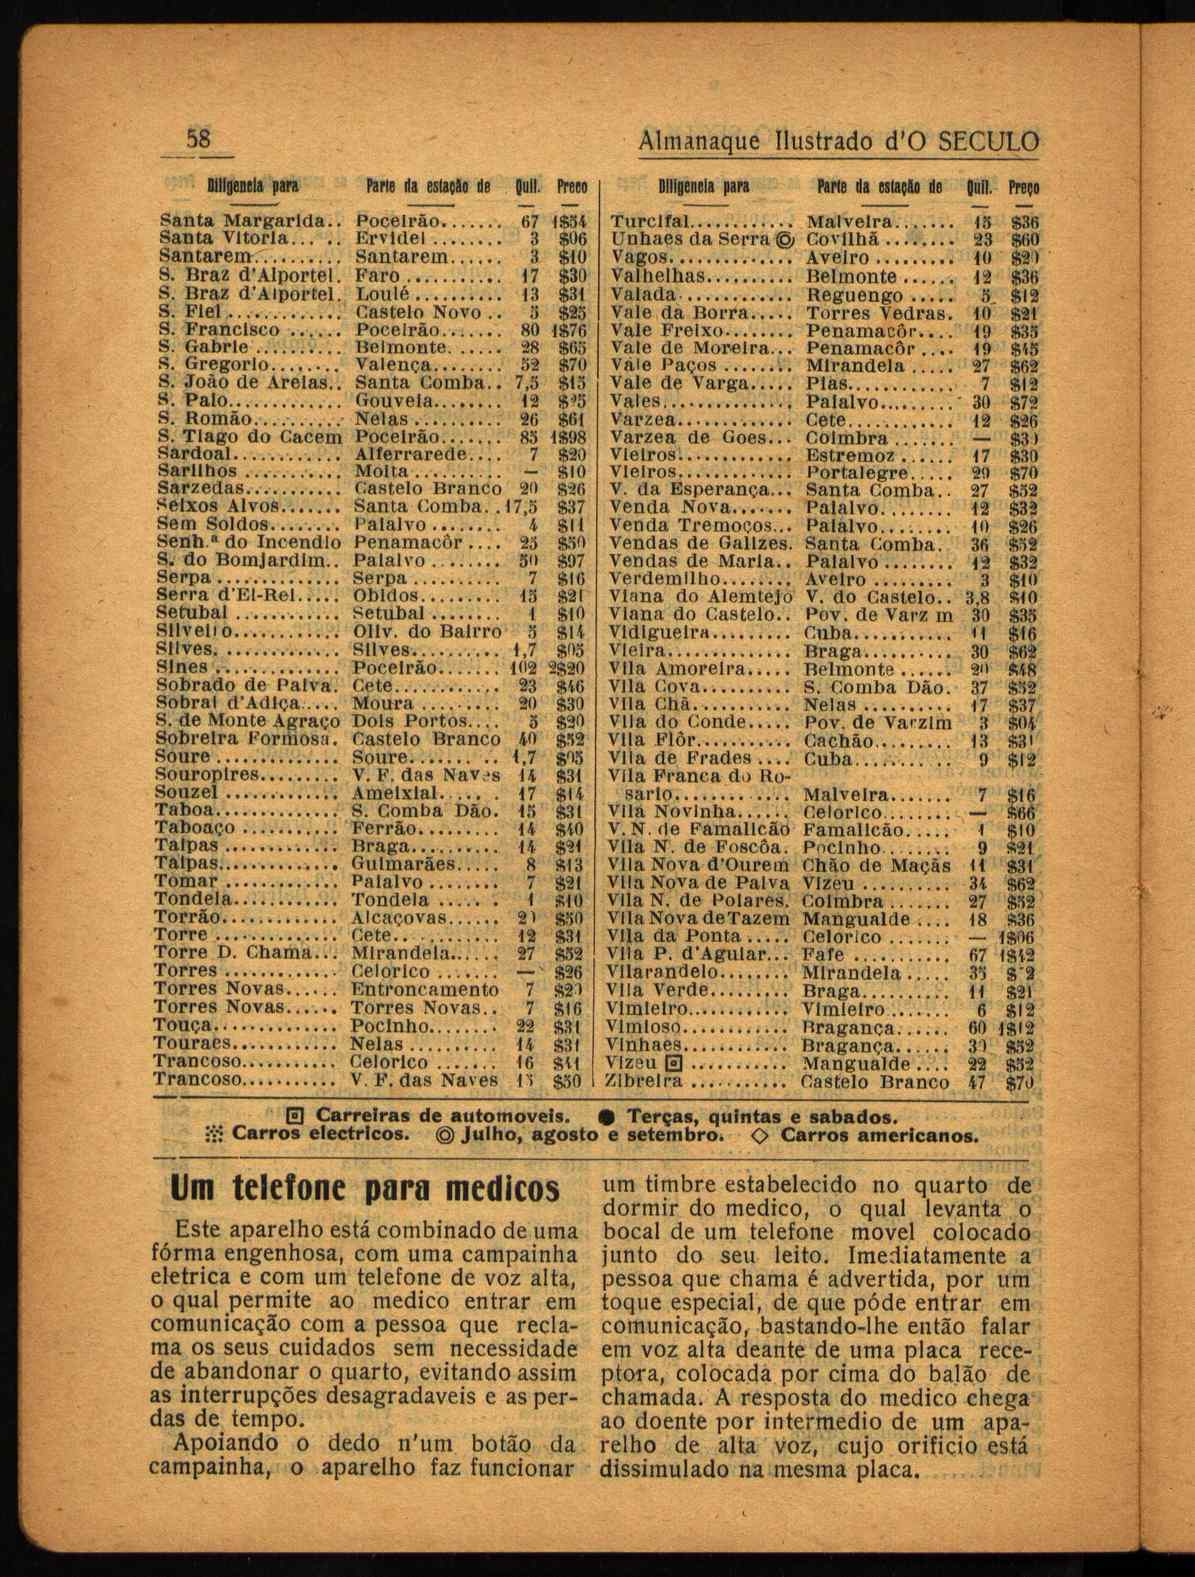 58
Almanaque Ilustrado d'O SECULO
Diligencia para Parte da estação de Quil. Preço
Santa Margarida.. Poceirão....... 67 1$54
Santa Vitoria... .. Ervidel ........ 3 $06
Santarem.......... Santarem...... 3 $10
S. Braz d'Alportel. Faro .......... 17 $30
S. Braz d'Alportel. Loulé .......... 13 $31
S. Fiel............. Castelo Novo .. 5 $25
S. Francisco ...... Poceirão....... 80 1$76
S. Gabrie .......... Belmonte...... 28 $65
S. Gregorio........ Valença........ 52 $70
S. João de Areias.. Santa Comba.. 7,5 $15
S. Paio............. Gouveia........ 12
S. Romão.......... Nelas .......... 26 $61
S. Tiago do Cacem Poceirão....... 85 1$98
Sardoal............ Alferrarede.... 7 $20
Sarilhos ........... Moita .......... — $10
Sarzedas........... Castelo Branco 20 $26
Seixos Alvos....... Santa Comba. .17,5 $37
Sem Soldos........ Paialvo ........ 4 $11
Senh.ª do Incendio Penamacôr .... 25 $50
S. do Bomjardim.. Paialvo ........ 50 $97
Serpa .............. Serpa .......... 7 $16
Serra d'El-Rei..... Obidos......... 15 $21
Setubal ............ Setubal ........ 1 $10
Silveiro............ Oliv. do Bairro 5 $14
Silves. ............. Silves.......... 1,7 $05
Sines .............. Poceirão....... 102 2$20
Sobrado de Paiva. Cete............ 23 $46
Sobral d'Adiça..... Moura ......... 20 $30
S. de Monte Agraço Dois Portos.... 5 $20
Sobreira Formosa. Castelo Branco 40 $52
Soure .............. Soure....... .. 1,7 $05
Souropires......... V. F. das Naves 14 $31
Souzel ............. Ameixial..... . 17 $14
Taboa.............. S. Comba Dão. 15 $31
Taboaço ........... Ferrão......... 14 $40
Taipas ............. Braga.......... 14 $21
Taipas.............. Guimarães..... 8 $13
Tomar ............. Paialvo ........ 7 $21
Tondela............ Tondela ..... . 1 $10
Torrão............. Alcaçovas...... 20 $50
Torre .............. Cete............ 12 $31
Torre D. Chama... Mirandela...... 27 $52
Torres ............. Celorico ....... — $26
Torres Novas...... Entroncamento 7 $20
Torres Novas...... Torres Novas.. 7 $16
Touça.............. Pocinho........ 22 $31
Touraes............ Nelas .......... 14 $31
Trancoso........... Celorico ....... 16 $41
Trancoso........... V. F. das Naves $50
Diligencia para Parte da estação de Quil. Preço
Turcifal............ Malveira....... 15 $36
Unhaes da Serra ◎ Covilhã ........ 23 $60
Vagos.............. Aveiro ......... 10 $20
Valhelhas.......... Belmonte ...... 12 $36
Valada ............ Reguengo ..... 5 $12
Vale da Borra..... Torres Vedras. 10 $21
Vale Freixo........ Penamacôr.... 19 $35
Vale de Moreira... Penamacôr .... 19 $45
Vale Paços ........ Mirandela ..... 27 $62
Vale de Varga..... Pias............ 7 $12
Vales............... Paialvo......... 30 $72
Varzea............. Cete............ 12 $26
Varzea de Goes... Coimbra ....... — $30
Vieiros............. Estremoz ...... 17 $30
Vieiros............. Portalegre..... 29 $70
V. da Esperança... Santa Comba.. 27 $52
Venda Nova....... Paialvo........ 12 $32
Venda Tremoços... Paialvo........ 10 $26
Vendas de Galizes. Santa Comba. 36 $52
Vendas de Maria.. Paialvo ........ 12 $32
Verdemilho........ Aveiro ......... 3 $10
Viana do Alemtejo V. do Castelo.. 3,8 $10
Viana do Castelo.. Pov. de Varz m 30 $35
Vidigueira......... Cuba........... 11 $16
Vieira.............. Braga.......... 30 $62
Vila Amoreira..... Belmonte ...... 20 $48
Vila Cova.......... S. Comba Dão. 37 $52
Vila Chã........... Nelas .......... 17 $37
Vila do Conde..... Pov. de Varzim 3 $04
Vila Flôr........... Cachão......... 13 $31
Vila de Frades .... Cuba........... 9 $12
Vila Franca do Ro-
sario............. Malveira....... 7 $16
Vila Novinha...... Celorico........ — $66
V. N. de Famalicão Famalicão..... 1 $10
Vila N. de Foscôa. Pocinho........ 9 $21
Vila Nova d'Ourem Chão de Maçãs 11 $31
Vila Nova de Paiva Vizeu .......... 34 $62
Vila N. de Poiares. Coimbra ....... 27 $52
Vila Nova de Tazem Mangualde .... 18 $36
Vila da Ponta ..... Celorico ....... — 1$06
Vila P. d'Aguiar... Fafe ........... 67 1$42
Vilarandelo........ Mirandela ..... 35
Vila Verde......... Braga.......... 11 $21
Vimieiro............ Vimieiro ....... 6 $12
Vimioso............ Bragança...... 60 1$12
Vinhaes............ Bragança...... 30 $52
Vizeu ▣ ........... Mangualde .... 22 $52
Zibreira ........... Castelo Branco 47 $70
▣ Carreiras de automoveis. ● Terças, quintas e sabados.
⁘ Carros electricos. ◎ Julho, agosto e setembro. ◇ Carros americanos.
Um telefone para medicos
Este aparelho está combinado de uma
fórma engenhosa, com uma campainha
eletrica e com um telefone de voz alta,
o qual permite ao medico entrar em
comunicação com a pessoa que recla-
ma os seus cuidados sem necessidade
de abandonar o quarto, evitando assim
as interrupções desagradaveis e as per-
das de tempo.
Apoiando o dedo n'um botão da
campainha, o aparelho faz funcionar
um timbre estabelecido no quarto de
dormir do medico, o qual levanta o
bocal de um telefone movel colocado
junto do seu leito. Imediatamente a
pessoa que chama é advertida, por um
toque especial, de que póde entrar em
comunicação, bastando-lhe então falar
em voz alta deante de uma placa rece-
ptora, colocada por cima do balão de
chamada. A resposta do medico chega
ao doente por intermedio de um apa-
relho de alta voz, cujo orificio está
dissimulado na mesma placa.